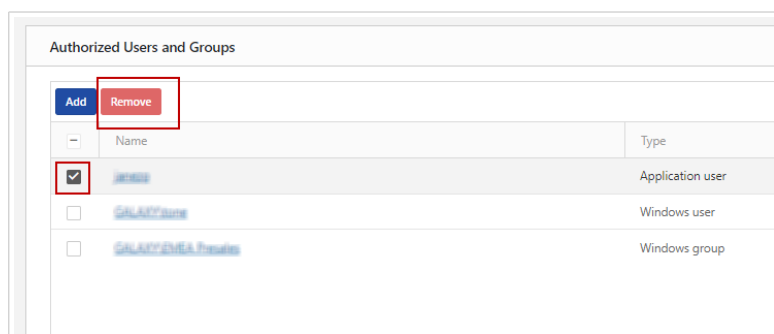 Authorized Users and Groups
Add Remove
Name Type
Application user
Windows user
Windows group